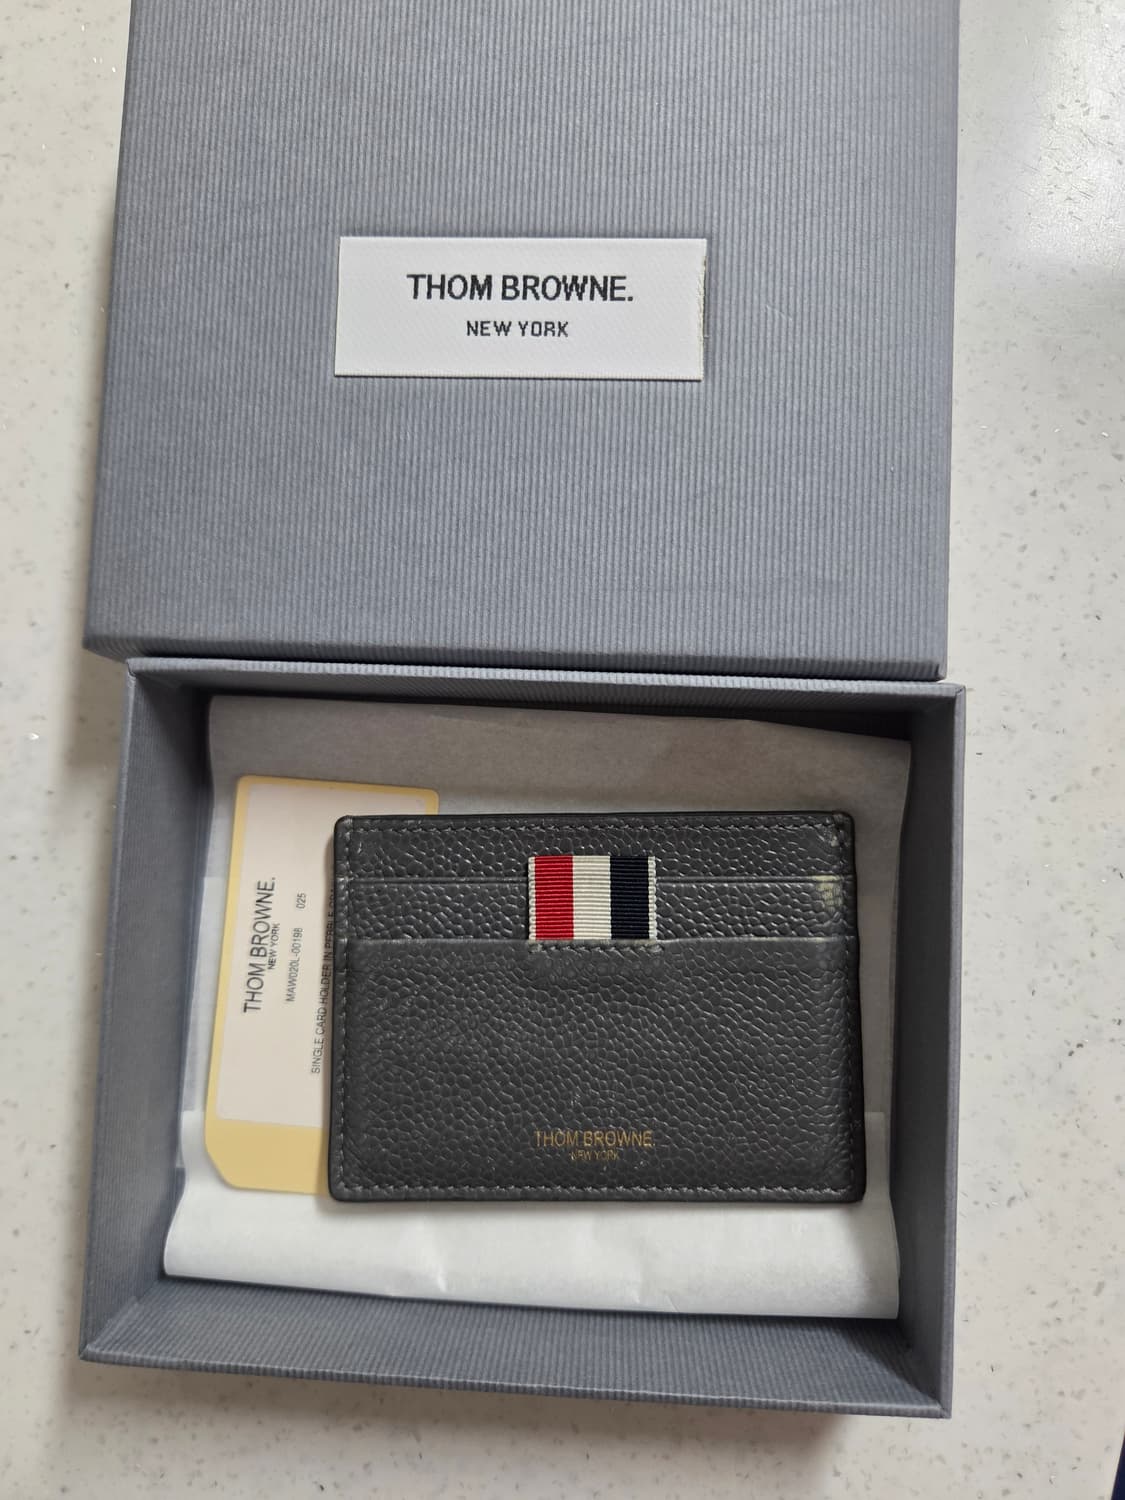 THOM BROWNE.
NEW YORK
THOM BROWNE.
NEW YORK
MAW020L-00198 025
SINGLE CARD HOLDER IN PEBBLE
THOM BROWNE.
NEW YORK